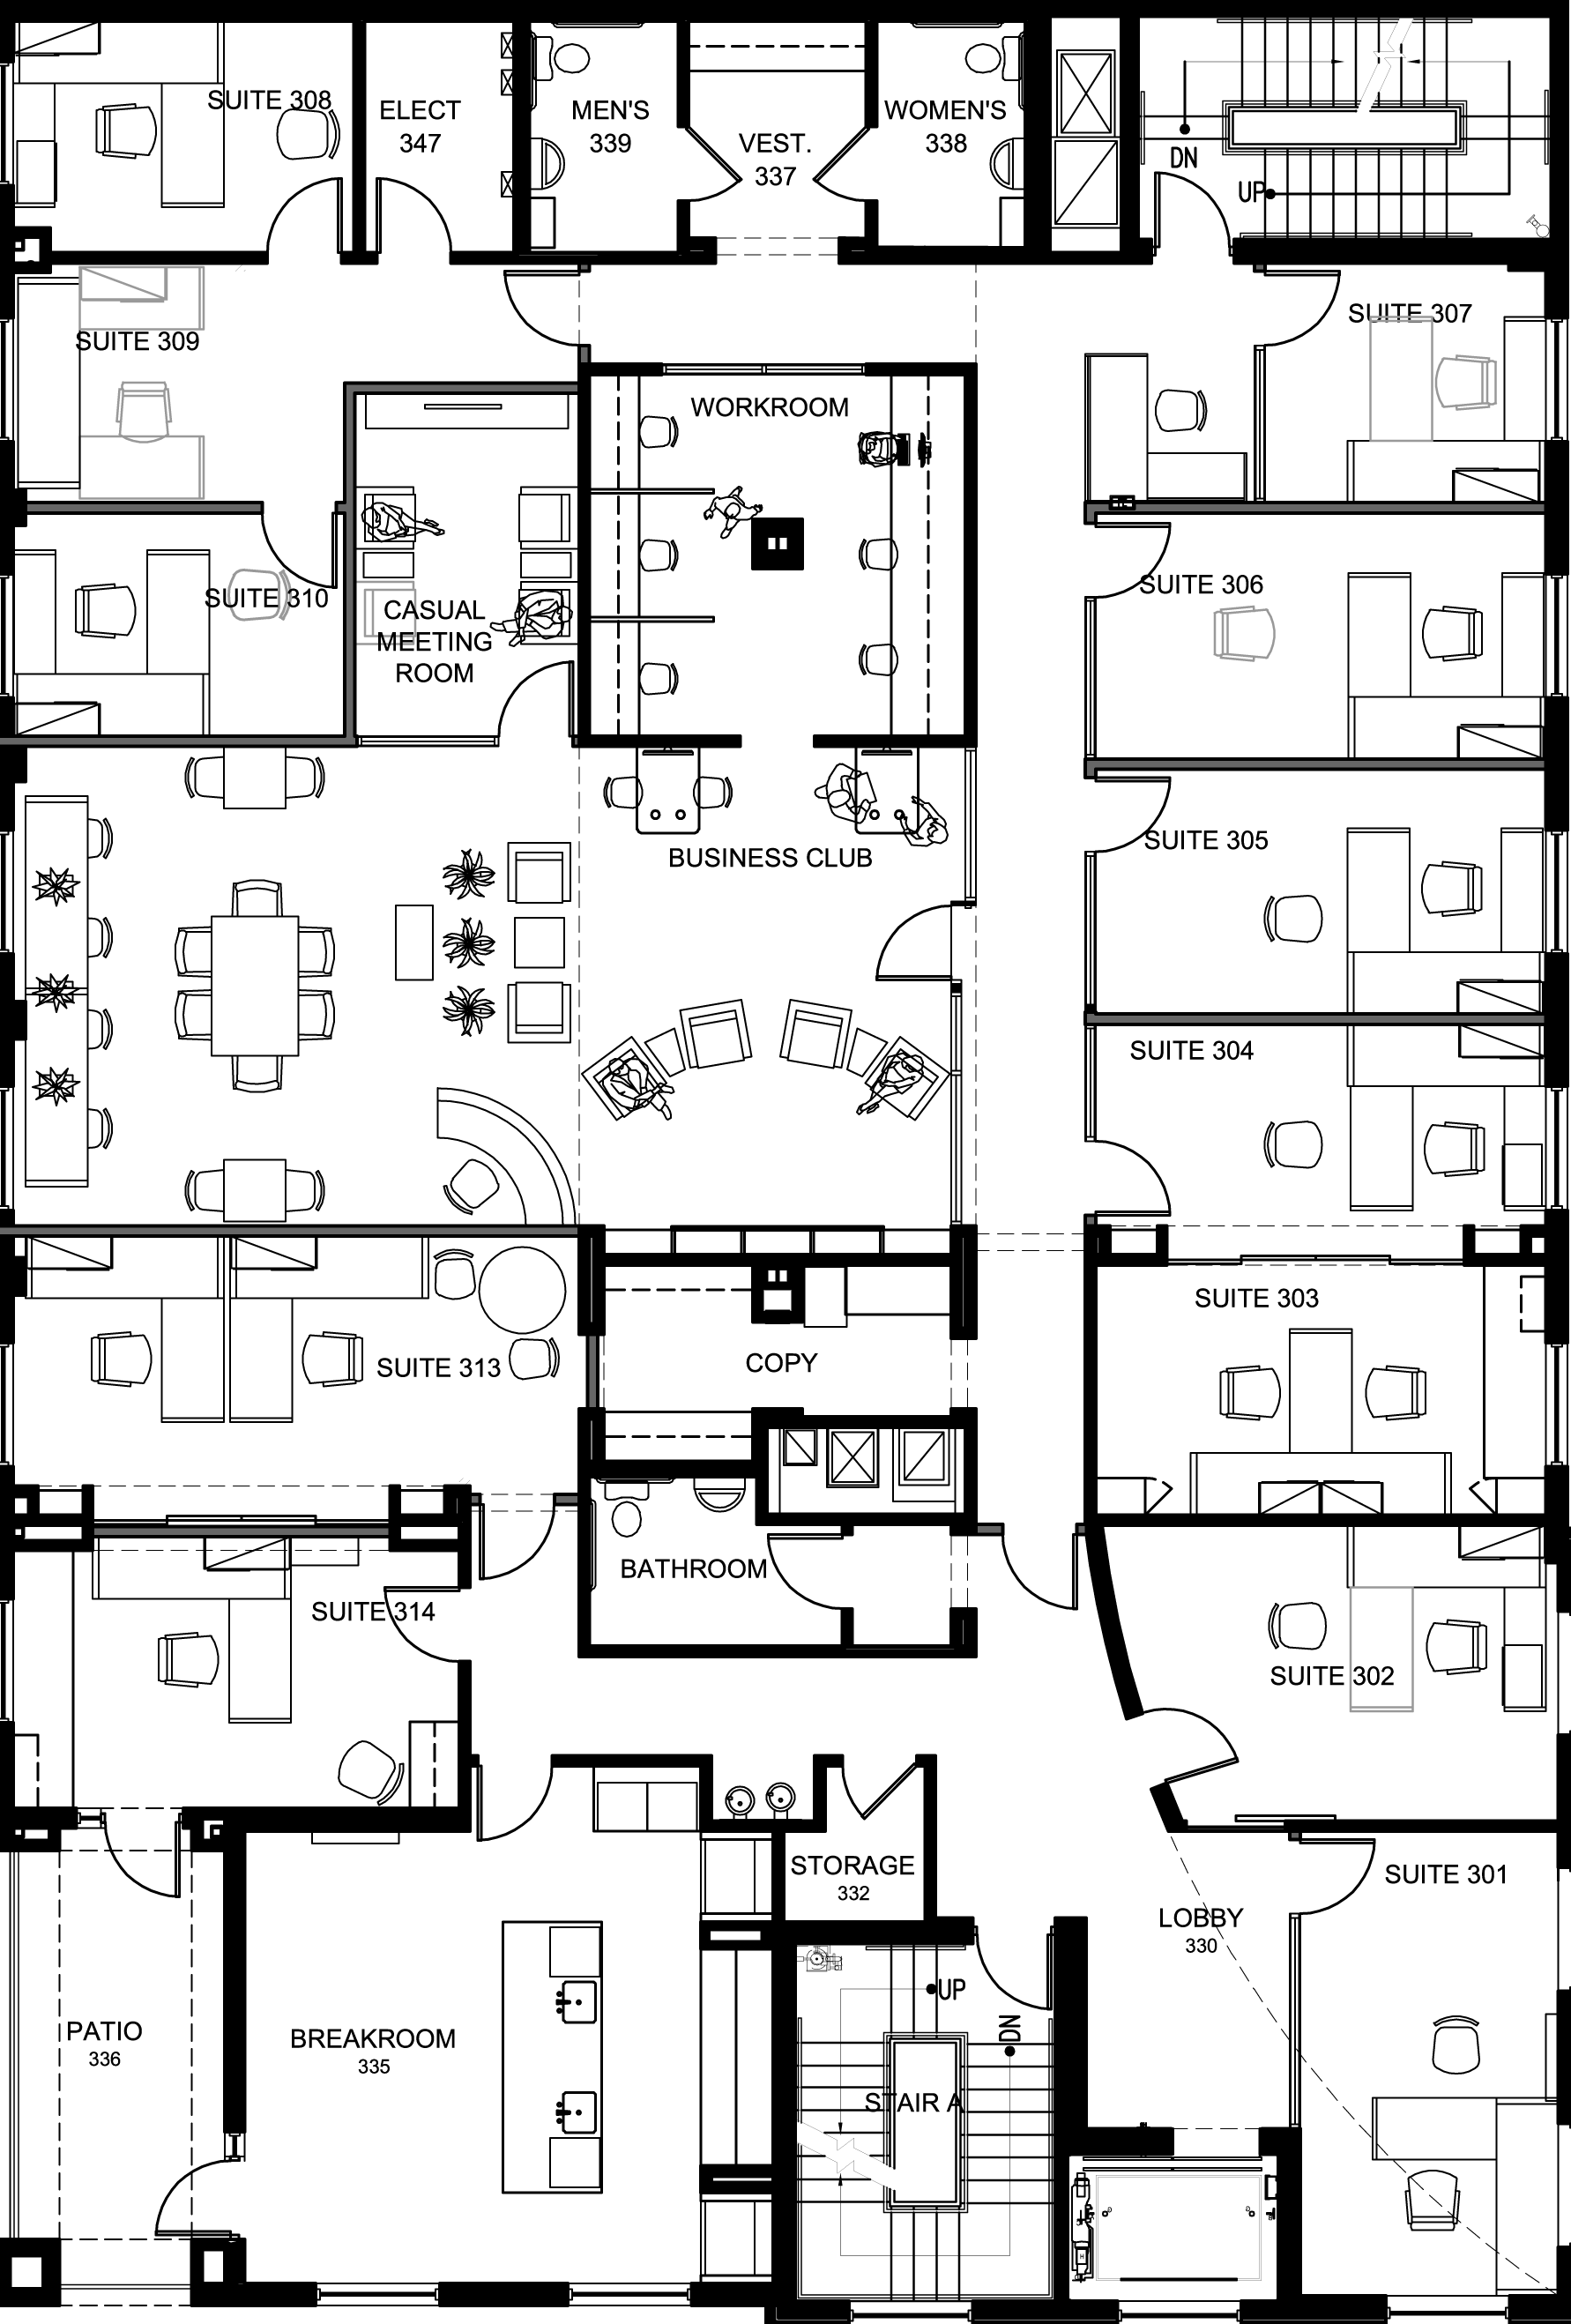 SUITE 308
ELECT
347
MEN'S
339
VEST.
337
WOMEN'S
338
DN
UP
SUITE 309
SUITE 307
WORKROOM
SUITE 310
CASUAL
MEETING
ROOM
SUITE 306
BUSINESS CLUB
SUITE 305
SUITE 304
SUITE 303
SUITE 313
COPY
BATHROOM
SUITE 314
SUITE 302
STORAGE
332
SUITE 301
LOBBY
330
PATIO
336
BREAKROOM
335
UP
DN
STAIR A